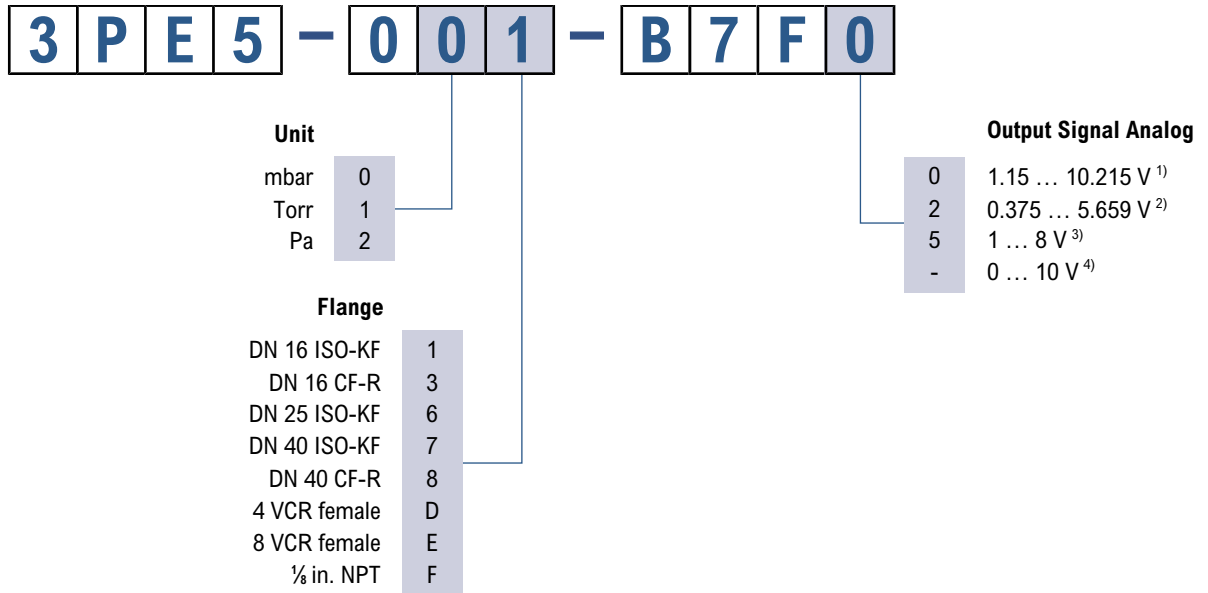 3PE5-001-B7F0
Unit
mbar 0
Torr 1
Pa 2
Output Signal Analog
0 1.15 … 10.215 V 1)
2 0.375 … 5.659 V 2)
5 1 … 8 V 3)
- 0 … 10 V 4)
Flange
DN 16 ISO-KF 1
DN 16 CF-R 3
DN 25 ISO-KF 6
DN 40 ISO-KF 7
DN 40 CF-R 8
4 VCR female D
8 VCR female E
⅛ in. NPT F